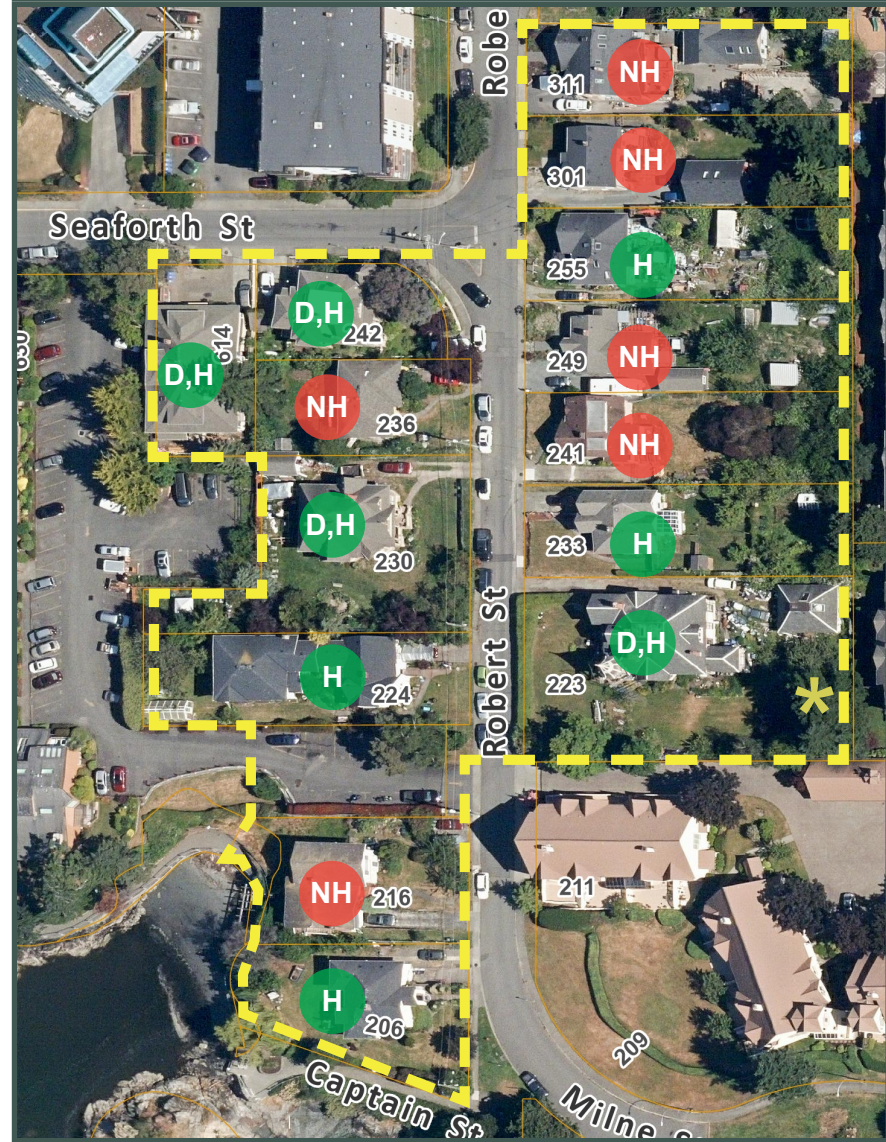 Robe
311
NH
301
NH
Seaforth St
255
H
614
D,H
D,H
242
249
NH
650
236
NH
241
NH
D,H
230
233
H
Robert St
D,H
223
H
224
*
216
NH
211
206
H
209
Captain St
Milne S